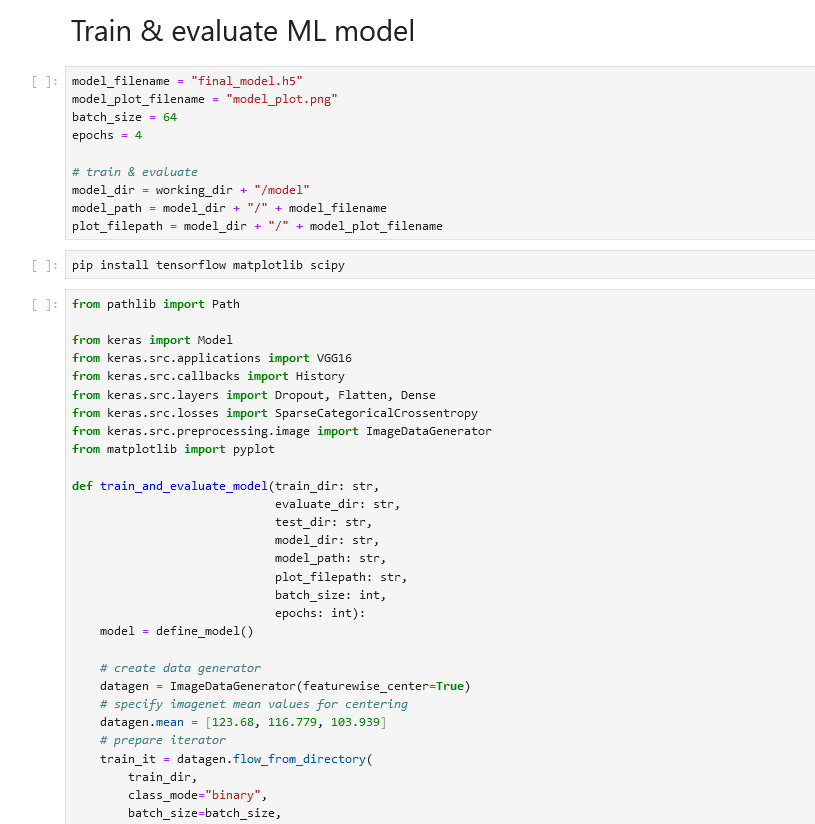 Train & evaluate ML model
[ ]:
model_filename = "final_model.h5"
model_plot_filename = "model_plot.png"
batch_size = 64
epochs = 4
# train & evaluate
model_dir = working_dir + "/model"
model_path = model_dir + "/" + model_filename
plot_filepath = model_dir + "/" + model_plot_filename
[ ]:
pip install tensorflow matplotlib scipy
[ ]:
from pathlib import Path
from keras import Model
from keras.src.applications import VGG16
from keras.src.callbacks import History
from keras.src.layers import Dropout, Flatten, Dense
from keras.src.losses import SparseCategoricalCrossentropy
from keras.src.preprocessing.image import ImageDataGenerator
from matplotlib import pyplot
def train_and_evaluate_model(train_dir: str,
evaluate_dir: str,
test_dir: str,
model_dir: str,
model_path: str,
plot_filepath: str,
batch_size: int,
epochs: int):
model = define_model()
# create data generator
datagen = ImageDataGenerator(featurewise_center=True)
# specify imagenet mean values for centering
datagen.mean = [123.68, 116.779, 103.939]
# prepare iterator
train_it = datagen.flow_from_directory(
train_dir,
class_mode="binary",
batch_size=batch_size,